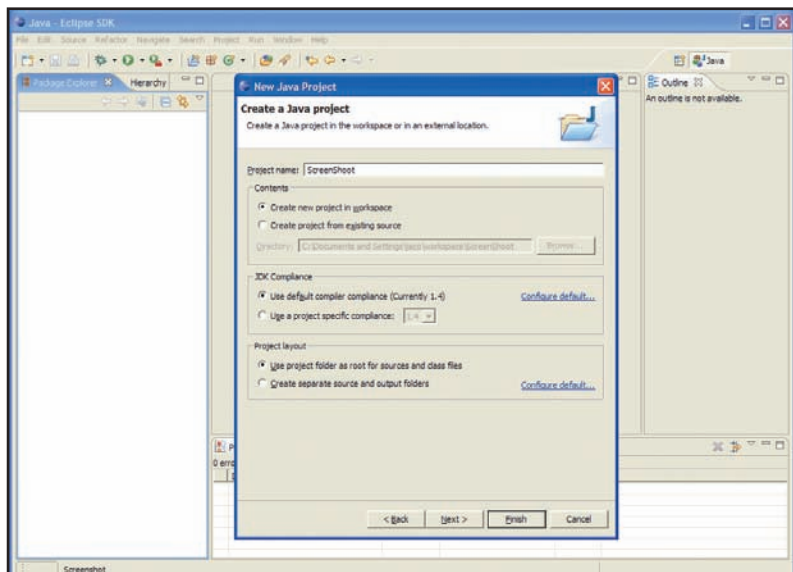 Java - Eclipse SDK
File Edit Source Refactor Navigate Search Project Run Window Help
Java
Package Explorer Hierarchy
Outline
An outline is not available.
New Java Project
Create a Java project
Create a Java project in the workspace or in an external location.
Project name: ScreenShoot
Contents
Create new project in workspace
Create project from existing source
Directory: C:\Documents and Settings\ \workspace\ScreenShoot Browse...
JDK Compliance
Use default compiler compliance (Currently 1.4) Configure default...
Use a project specific compliance: 1.4
Project layout
Use project folder as root for sources and class files
Create separate source and output folders Configure default...
0 erro
< Back Next > Finish Cancel
Screenshot